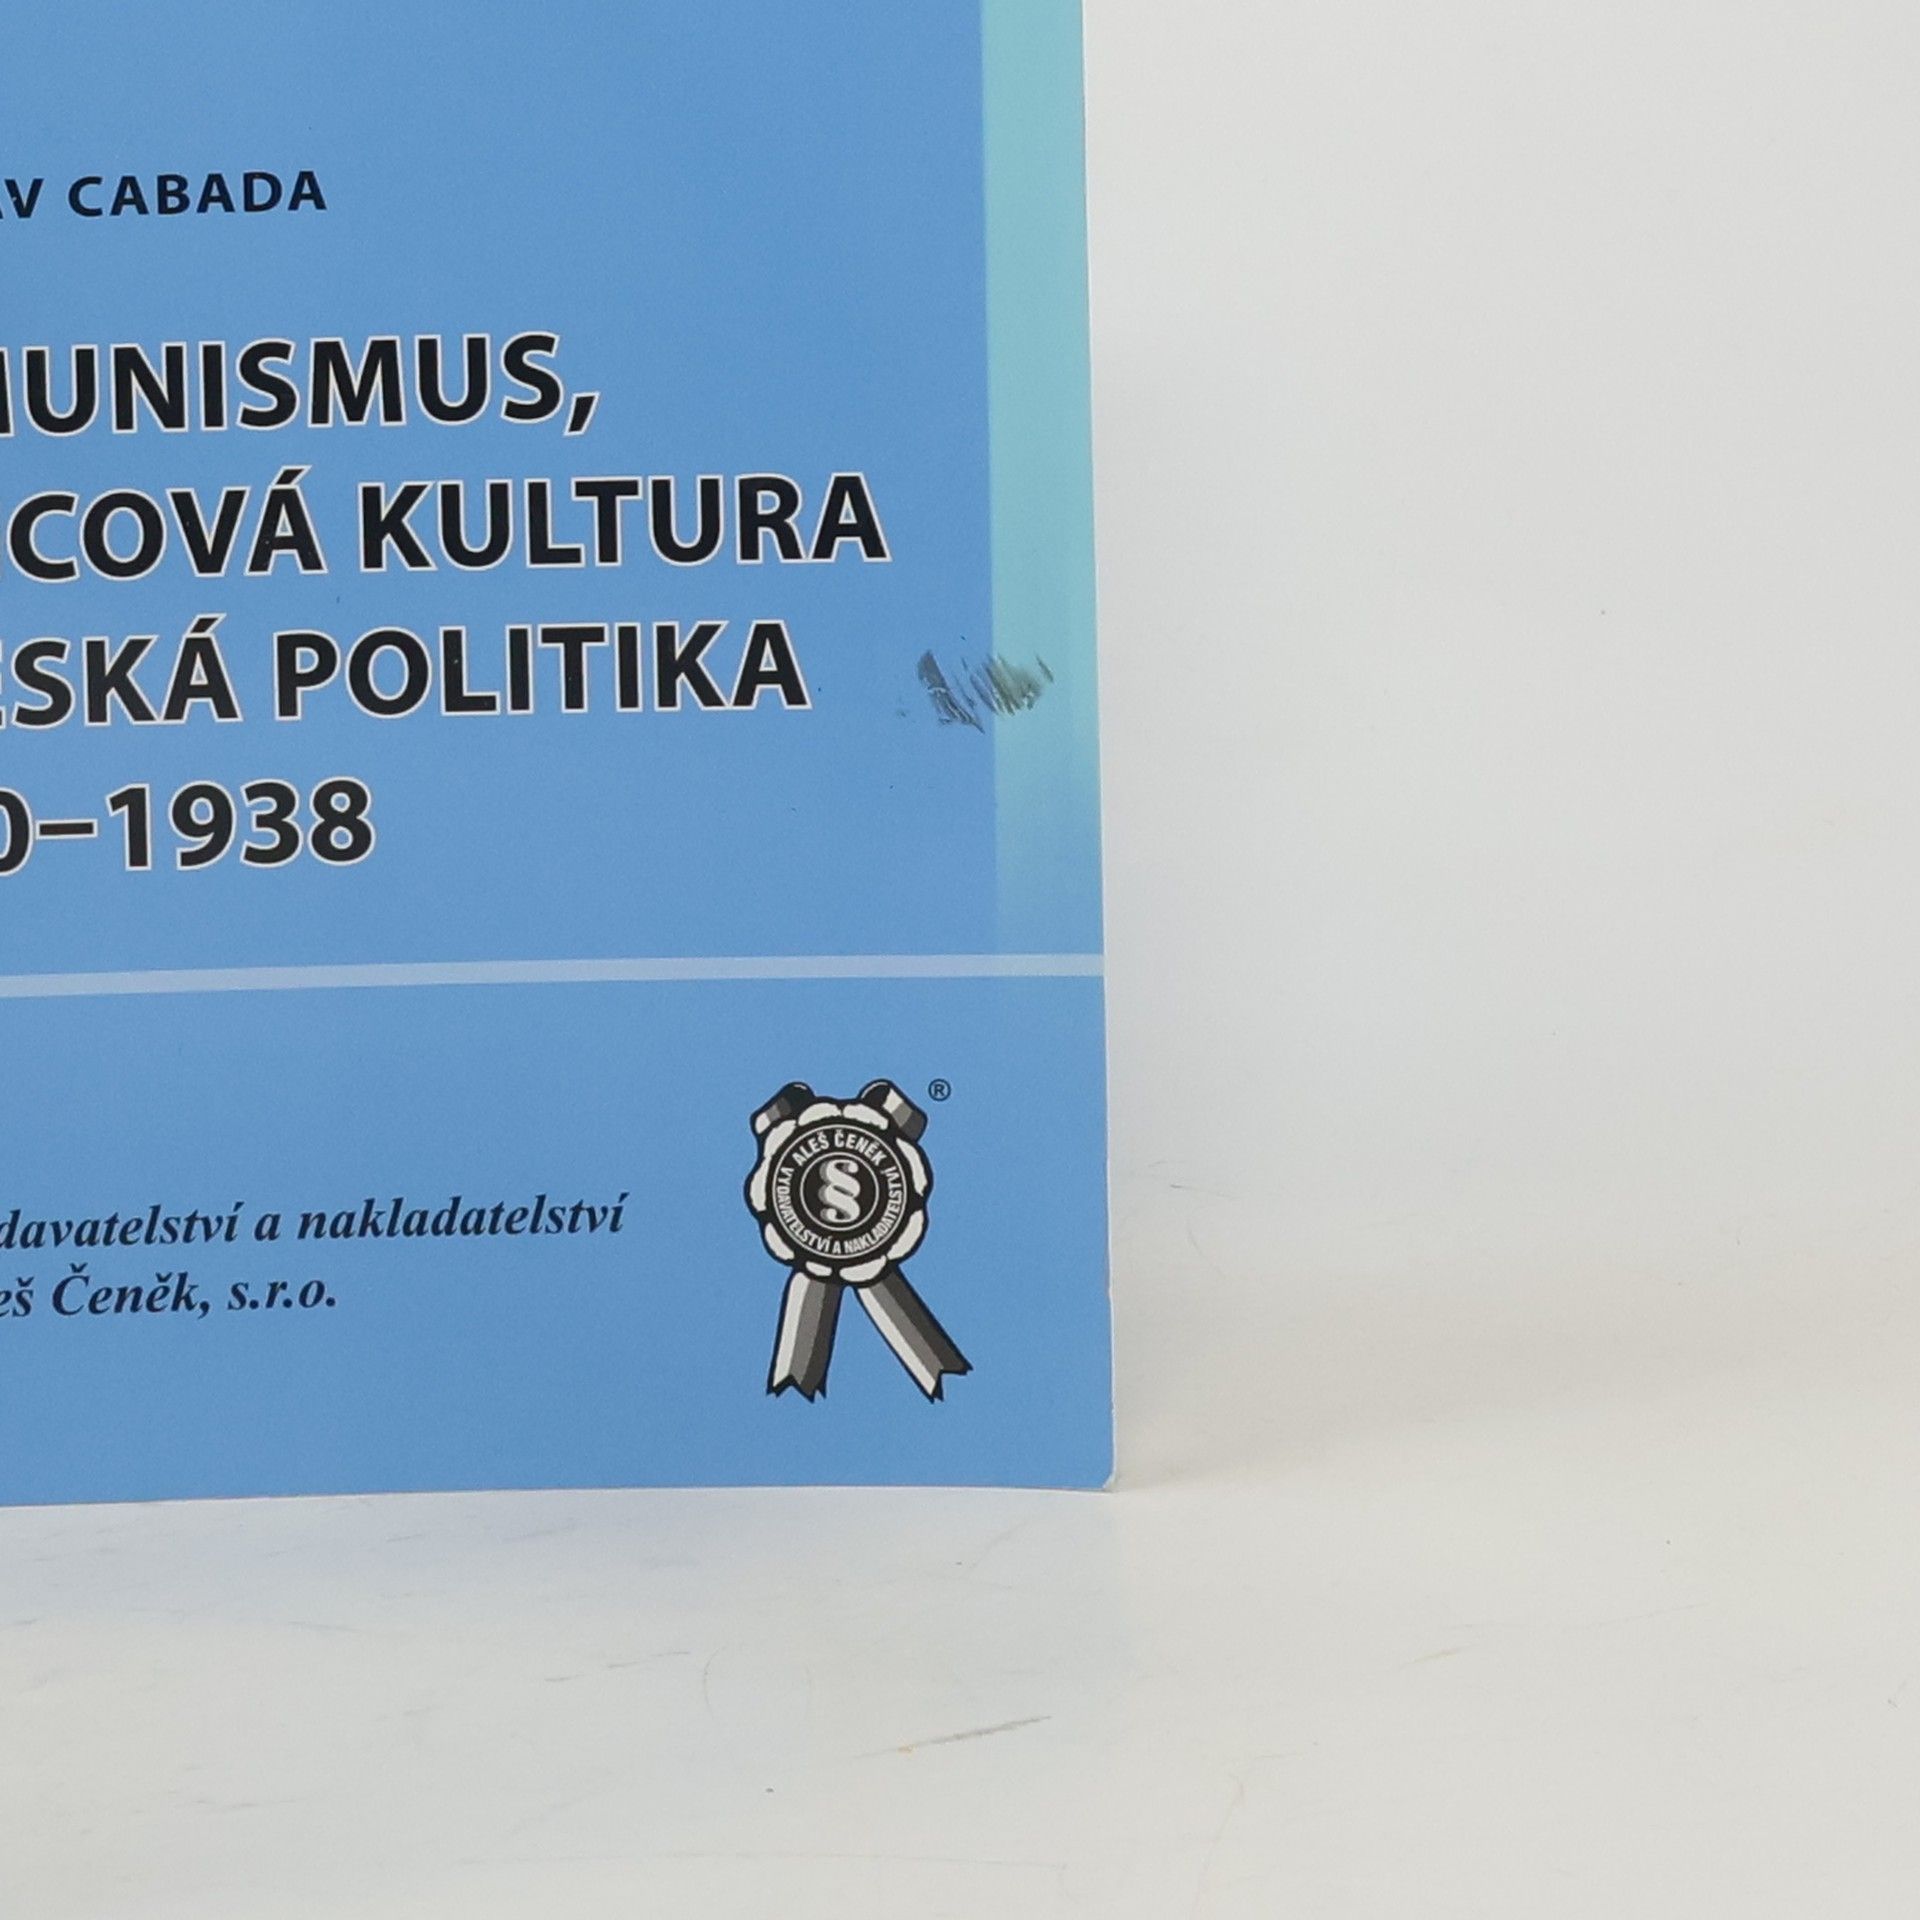 AV CABADA
MUNISMUS,
COVÁ KULTURA
ESKÁ POLITIKA
0–1938
®
ALEŠ ČENĚK
VYDAVATELSTVÍ A NAKLADATELSTVÍ
§
davatelství a nakladatelství
eš Čeněk, s.r.o.